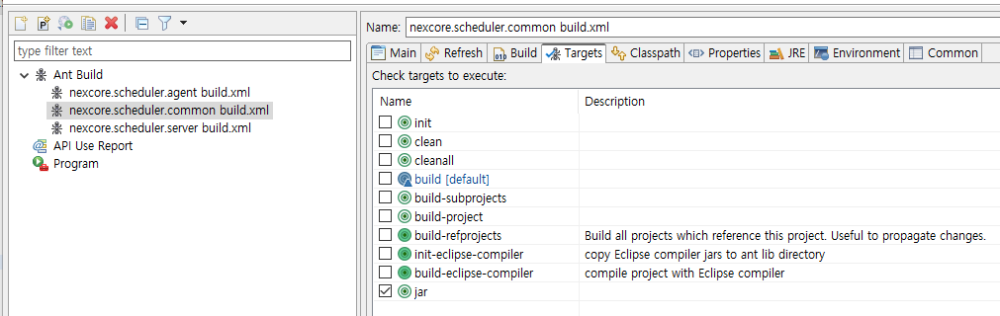 Name: nexcore.scheduler.common build.xml
type filter text
Main Refresh Build Targets Classpath Properties JRE Environment Common
Ant Build
Check targets to execute:
nexcore.scheduler.agent build.xml
nexcore.scheduler.common build.xml
nexcore.scheduler.server build.xml
API Use Report
Program
Name Description
init
clean
cleanall
build [default]
build-subprojects
build-project
build-refprojects Build all projects which reference this project. Useful to propagate changes.
init-eclipse-compiler copy Eclipse compiler jars to ant lib directory
build-eclipse-compiler compile project with Eclipse compiler
jar